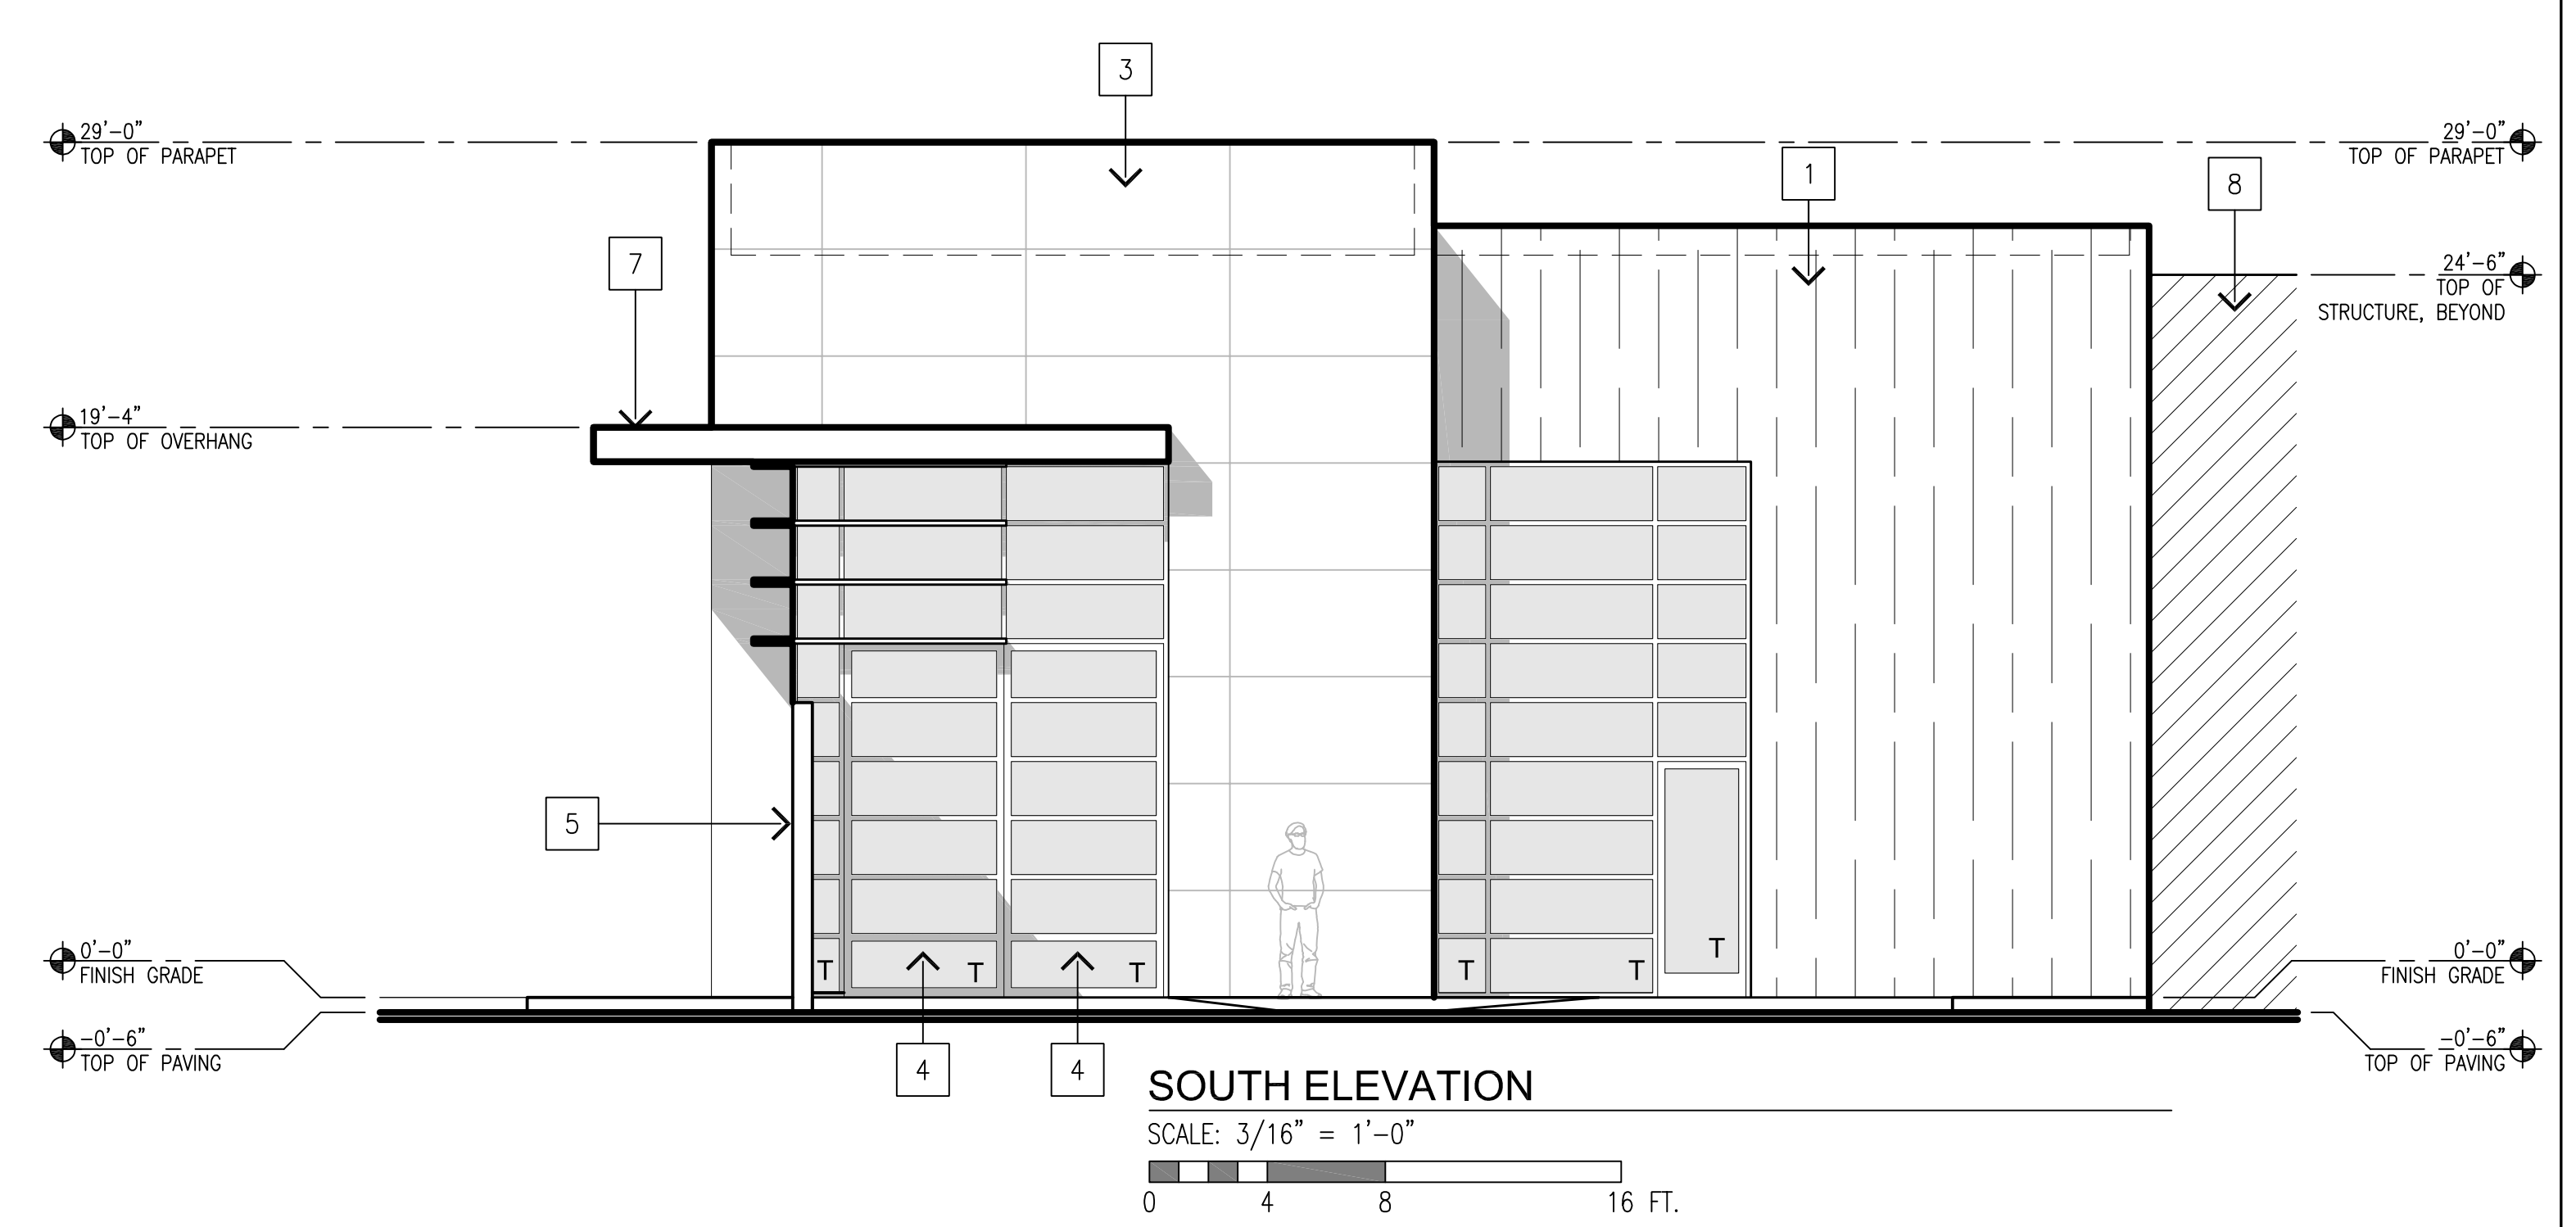 3
29'-0"
TOP OF PARAPET
29'-0"
TOP OF PARAPET
1
8
7
24'-6"
TOP OF
STRUCTURE, BEYOND
19'-4"
TOP OF OVERHANG
5
0'-0"
FINISH GRADE
0'-0"
FINISH GRADE
T T T T T T
-0'-6"
TOP OF PAVING
-0'-6"
TOP OF PAVING
4 4
SOUTH ELEVATION
SCALE: 3/16" = 1'-0"
0 4 8 16 FT.